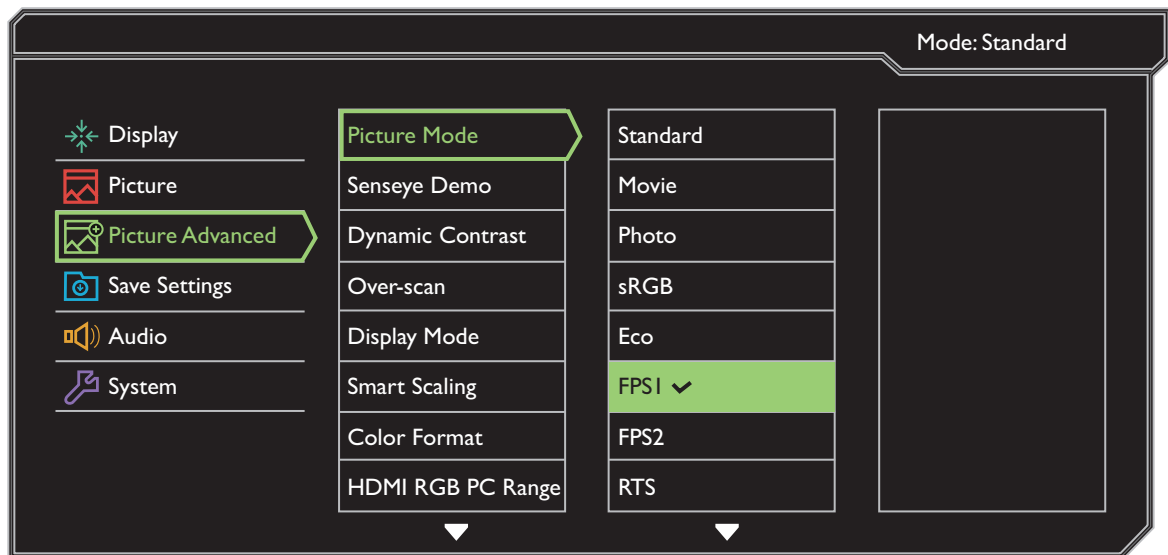 Mode: Standard
Display
Picture
Picture Advanced
Save Settings
Audio
System
Picture Mode
Senseye Demo
Dynamic Contrast
Over-scan
Display Mode
Smart Scaling
Color Format
HDMI RGB PC Range
Standard
Movie
Photo
sRGB
Eco
FPS1
FPS2
RTS